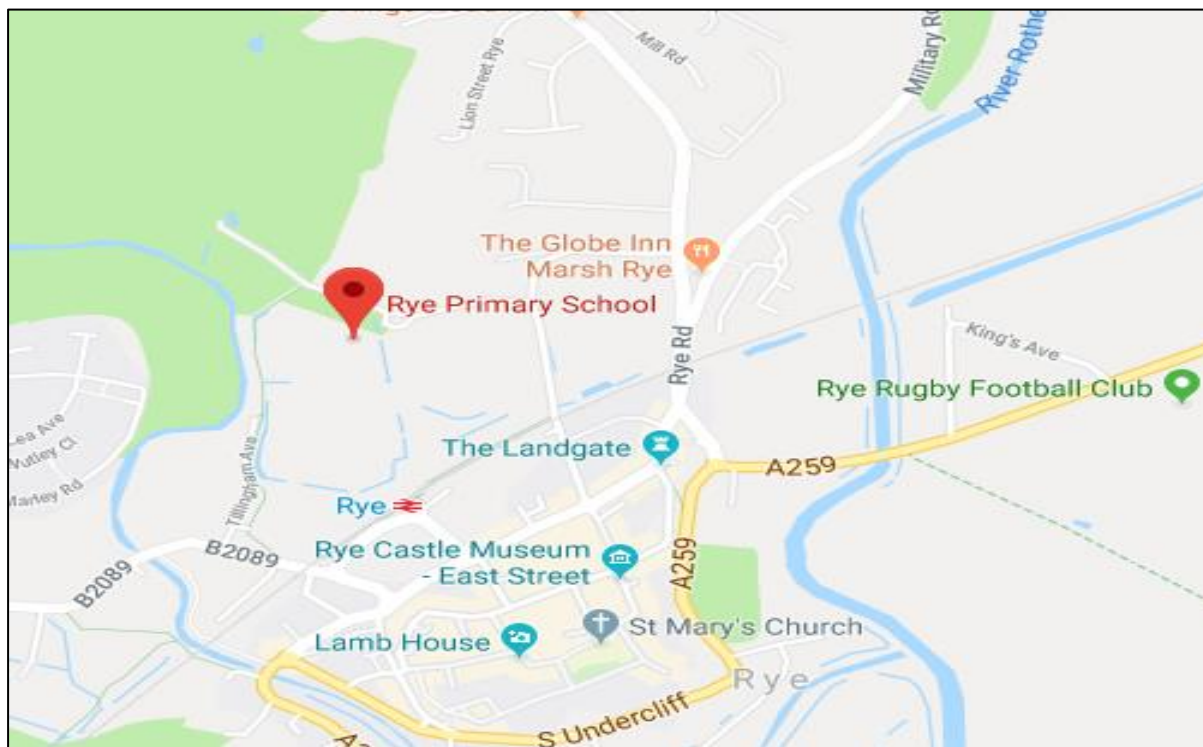 Mill Rd
Lion Street Rye
Military Ro
River Rothe
The Globe Inn
Marsh Rye
Rye Primary School
Rye Rd
King's Ave
Rye Rugby Football Club
ea Ave
Nutley Cl
Marley Rd
Tillingham Ave
The Landgate
A259
Rye
B2089
B2089
Rye Castle Museum
- East Street
A259
St Mary's Church
Lamb House
Rye
S Undercliff